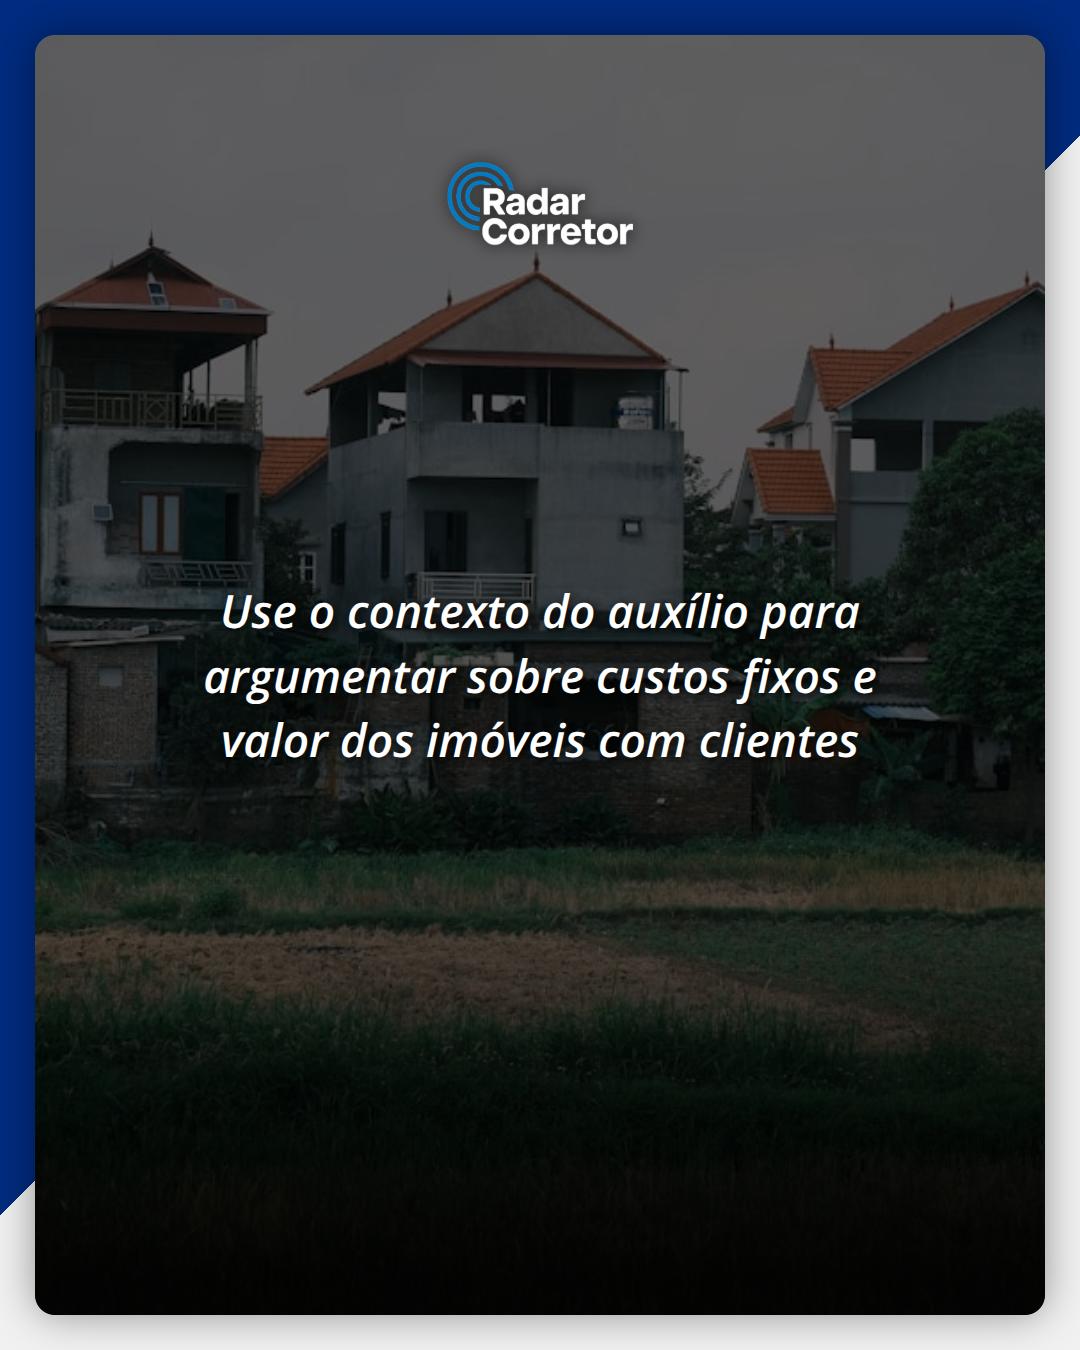 Radar
Corretor
Use o contexto do auxílio para
argumentar sobre custos fixos e
valor dos imóveis com clientes